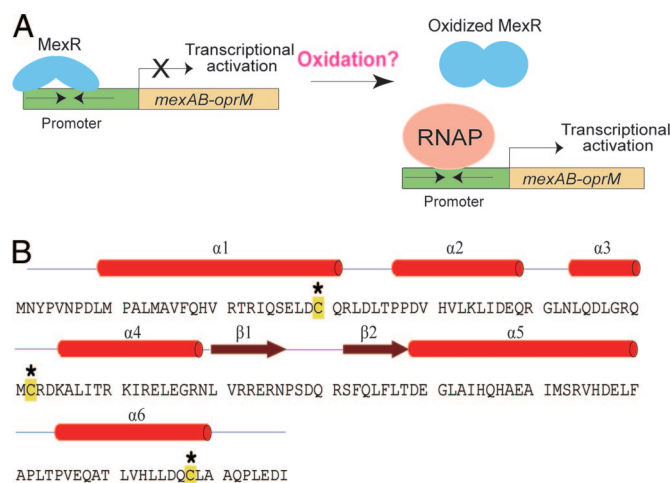 A
MexR
Transcriptional
activation
X
mexAB-oprM
Promoter
Oxidation?
Oxidized MexR
RNAP
Transcriptional
activation
mexAB-oprM
Promoter
B
α1 α2 α3
* 
MNYPVNPDLM PALMAVFQHV RTRIQSELDC QRLDLTPPDV HVLKLIDEQR GLNLQDLGRQ
α4 β1 β2 α5
*
MCRDKALITR KIRELEGRNL VRRERNPSDQ RSFQLFLTDE GLAIHQHAEA IMSRVHDELF
α6
*
APLTPVEQAT LVHLLDQCLA AQPLEDI